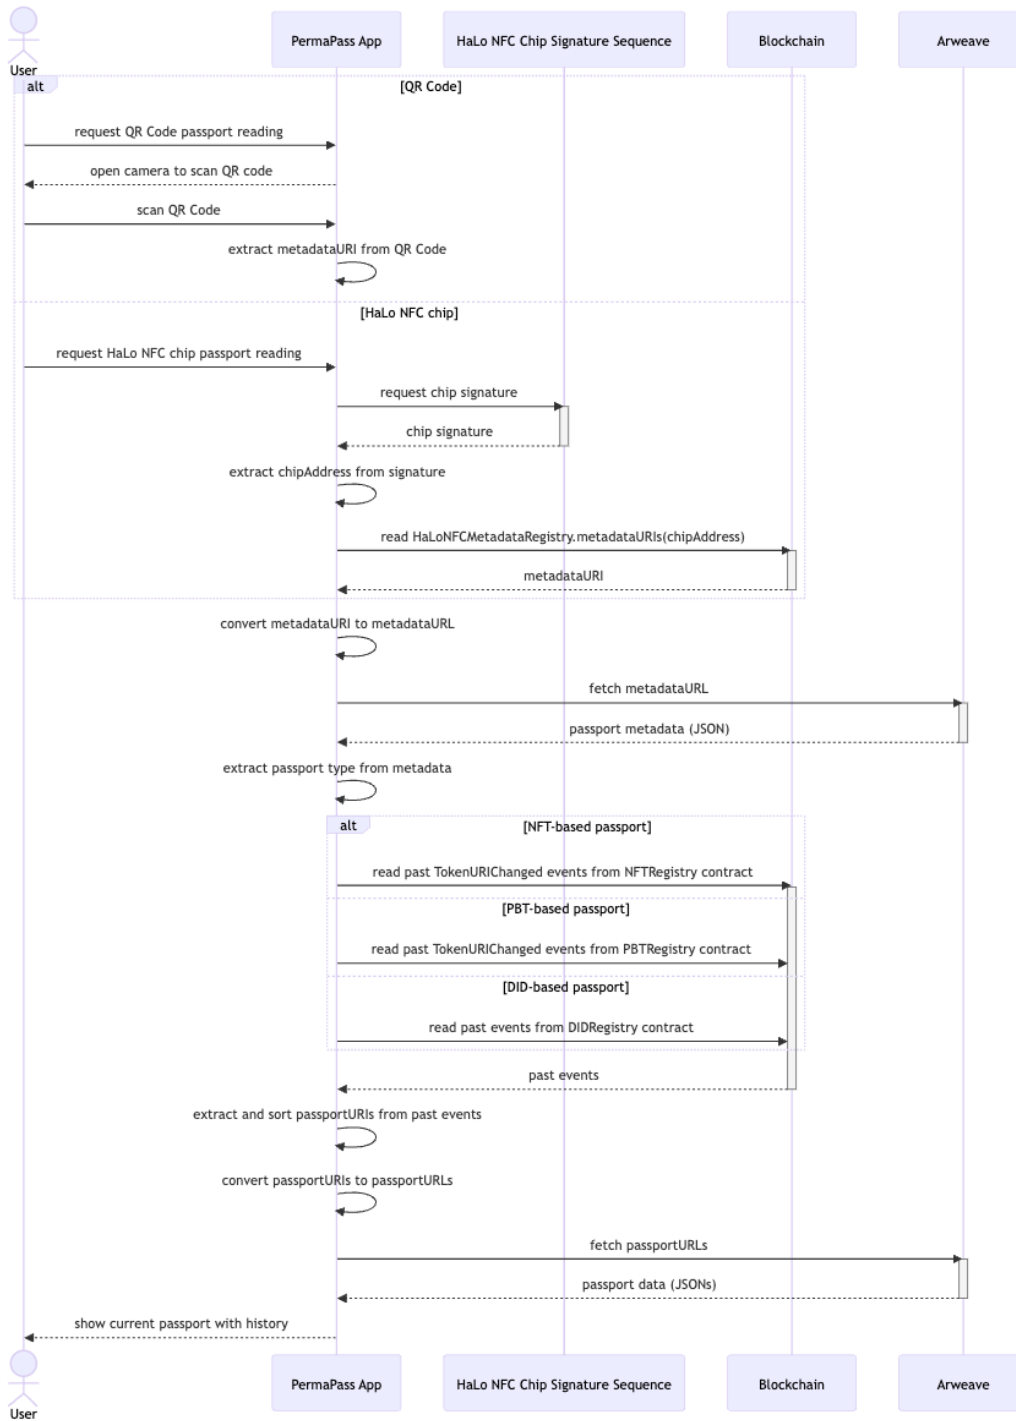 PermaPass App
HaLo NFC Chip Signature Sequence
Blockchain
Arweave
User
alt
[QR Code]
request QR Code passport reading
open camera to scan QR code
scan QR Code
extract metadataURI from QR Code
[HaLo NFC chip]
request HaLo NFC chip passport reading
request chip signature
chip signature
extract chipAddress from signature
read HaLoNFCMetadataRegistry.metadataURIs(chipAddress)
metadataURI
convert metadataURI to metadataURL
fetch metadataURL
passport metadata (JSON)
extract passport type from metadata
alt
[NFT-based passport]
read past TokenURIChanged events from NFTRegistry contract
[PBT-based passport]
read past TokenURIChanged events from PBTRegistry contract
[DID-based passport]
read past events from DIDRegistry contract
past events
extract and sort passportURIs from past events
convert passportURIs to passportURLs
fetch passportURLs
passport data (JSONs)
show current passport with history
PermaPass App
HaLo NFC Chip Signature Sequence
Blockchain
Arweave
User